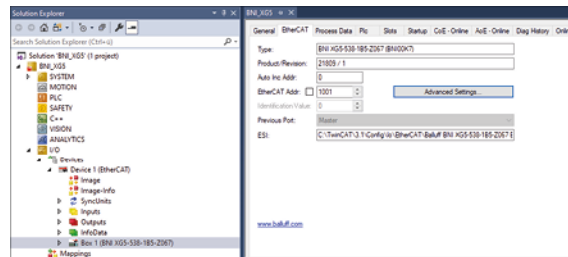 Solution Explorer
Search Solution Explorer (Ctrl+ü)
Solution 'BNI_XG5' (1 project)
BNI_XG5
SYSTEM
MOTION
PLC
SAFETY
C++
VISION
ANALYTICS
I/O
Devices
Device 1 (EtherCAT)
Image
Image-Info
SyncUnits
Inputs
Outputs
InfoData
Box 1 (BNI XG5-538-1B5-Z067)
Mappings
BNI_XG5
General EtherCAT Process Data Plc Slots Startup CoE - Online AoE - Online Diag History Onlin
Type: BNI XG5-538-1B5-Z067 (BNI00K7)
Product/Revision: 21809 / 1
Auto Inc Addr: 0
EtherCAT Addr: 1001 Advanced Settings...
Identification Value: 0
Previous Port: Master
ESI: C:\TwinCAT\3.1\Config\Io\EtherCAT\Balluff BNI XG5-538-1B5-Z067 E
www.balluff.com